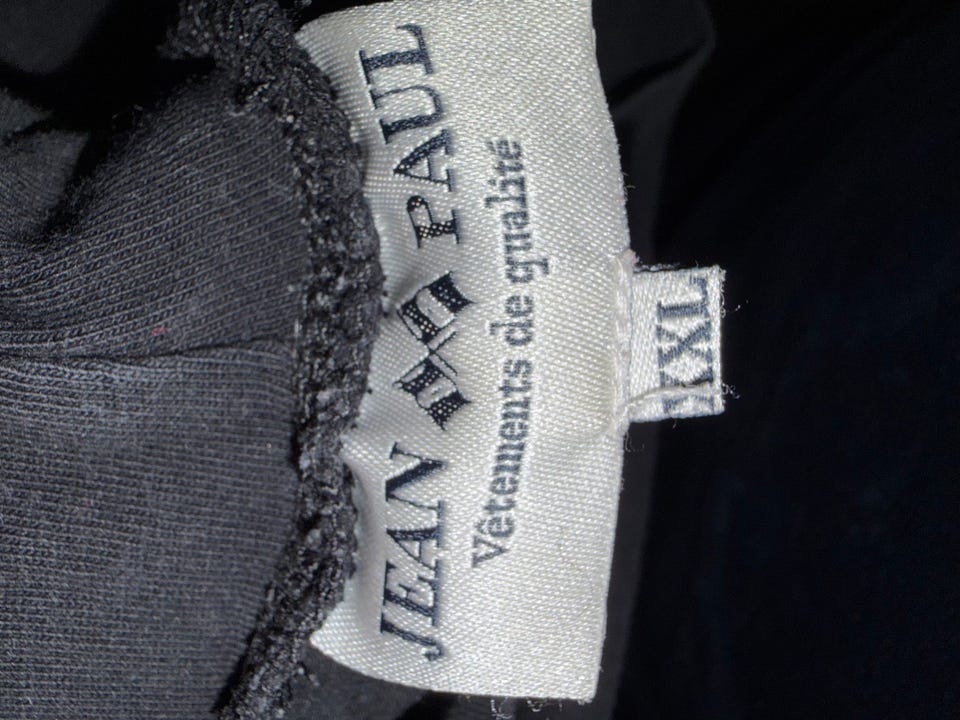 JEAN PAUL
Vêtements de qualité
XXL